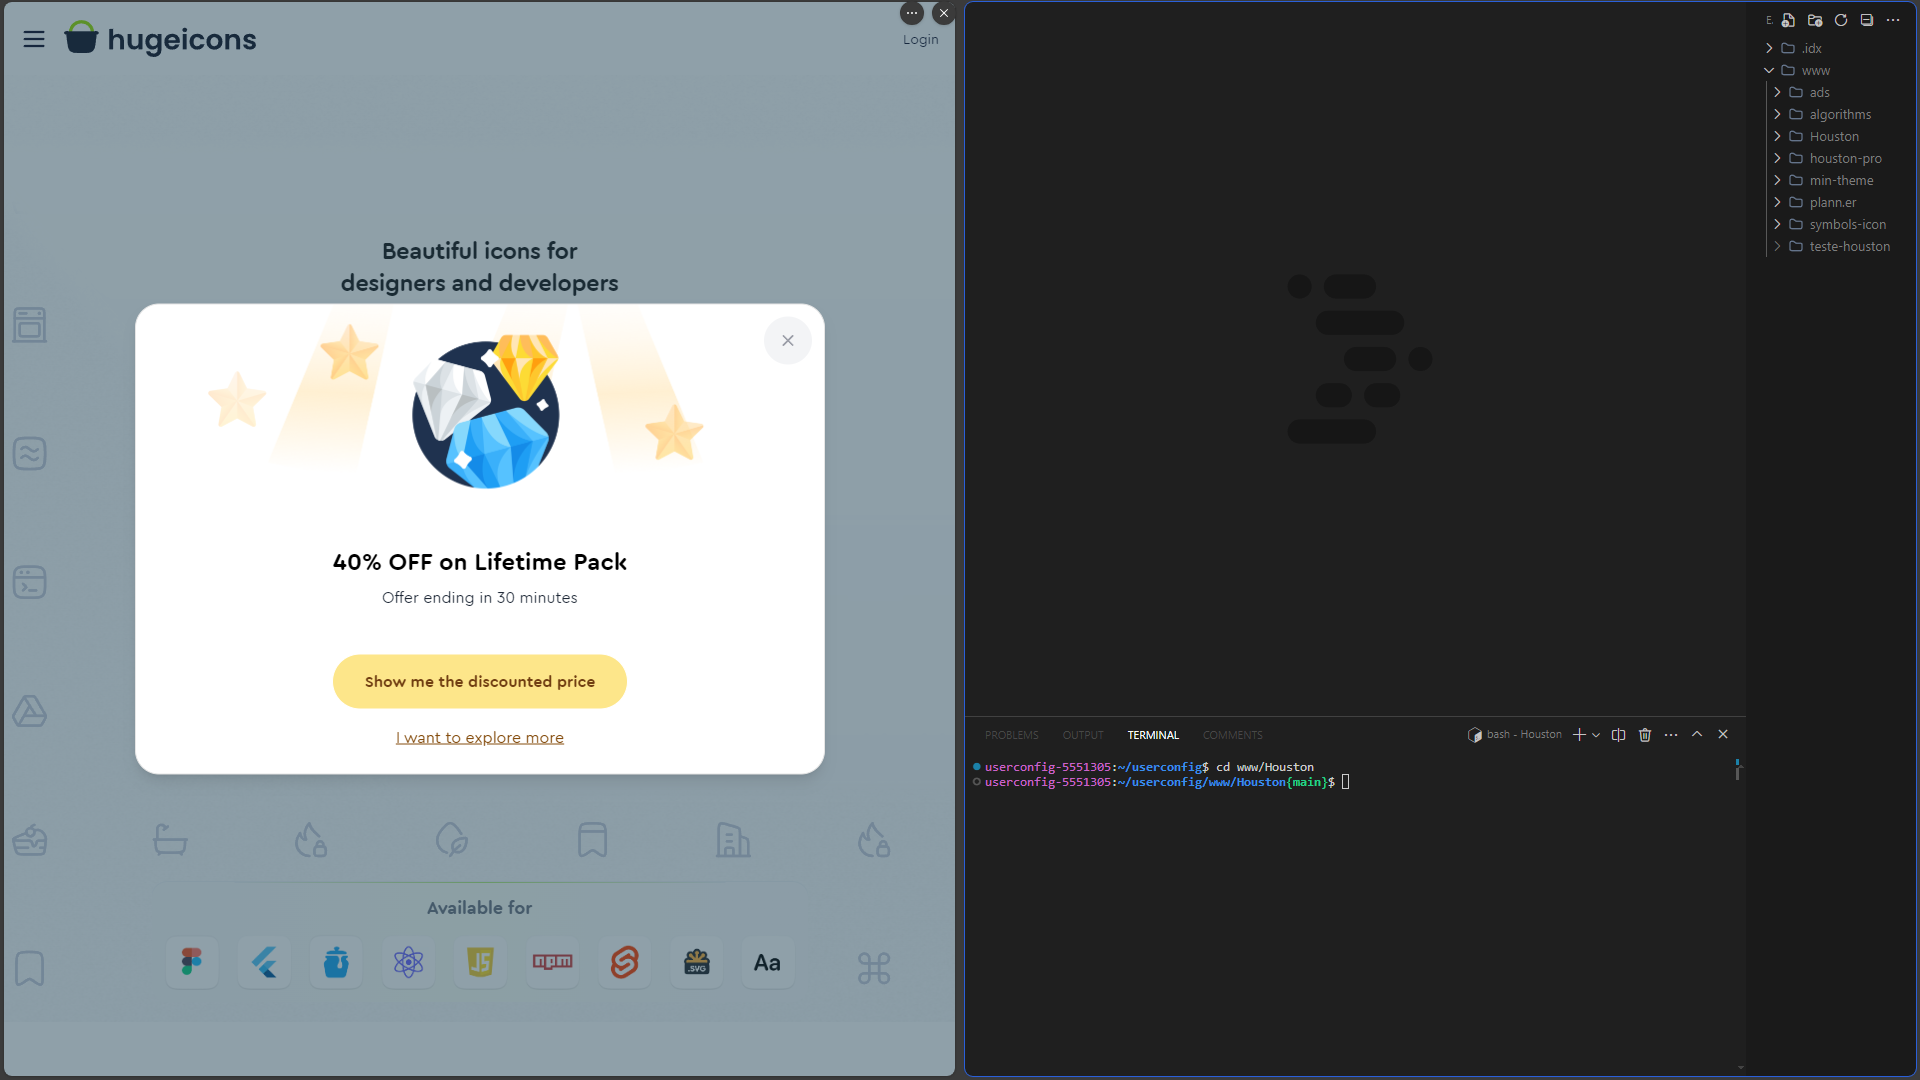 hugeicons
Login
Beautiful icons for
designers and developers
40% OFF on Lifetime Pack
Offer ending in 30 minutes
Show me the discounted price
I want to explore more
Available for
JS
npm
.SVG
Aa
E.
.idx
www
ads
algorithms
Houston
houston-pro
min-theme
plann.er
symbols-icon
teste-houston
PROBLEMS
OUTPUT
TERMINAL
COMMENTS
bash - Houston
userconfig-5551305:~/userconfig$ cd www/Houston
userconfig-5551305:~/userconfig/www/Houston{main}$